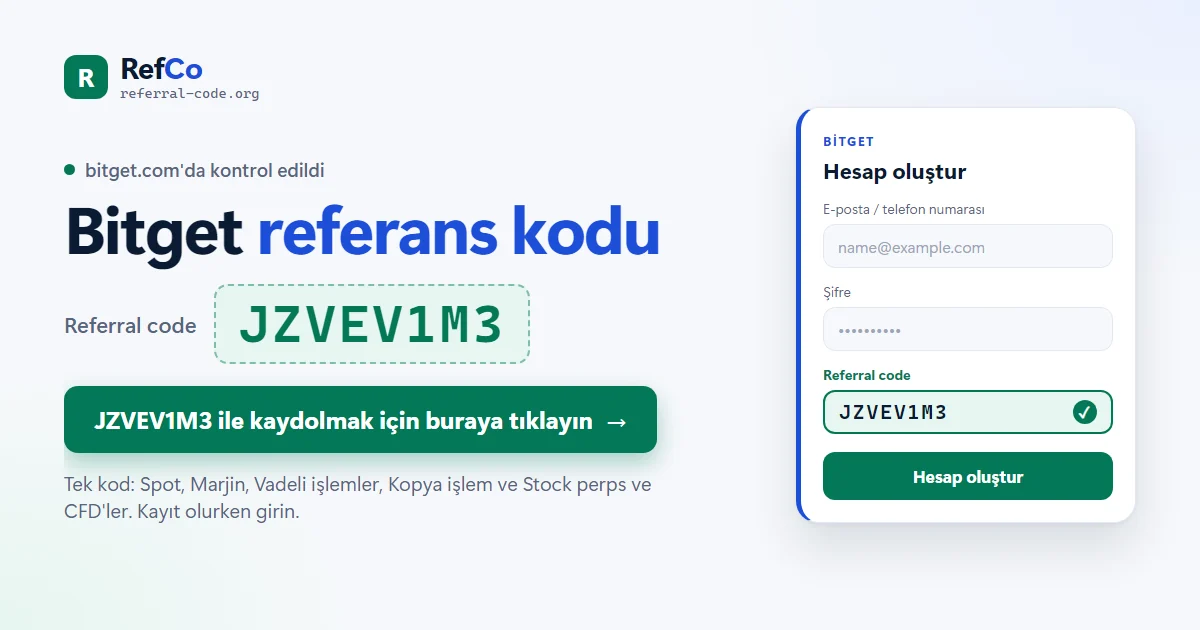 R
RefCo
referral-code.org
bitget.com'da kontrol edildi
Bitget referans kodu
Referral code
JZVEV1M3
JZVEV1M3 ile kaydolmak için buraya tıklayın →
Tek kod: Spot, Marjin, Vadeli işlemler, Kopya işlem ve Stock perps ve
CFD'ler. Kayıt olurken girin.
BİTGET
Hesap oluştur
E-posta / telefon numarası
name@example.com
Şifre
••••••••••
Referral code
JZVEV1M3 ✓
Hesap oluştur